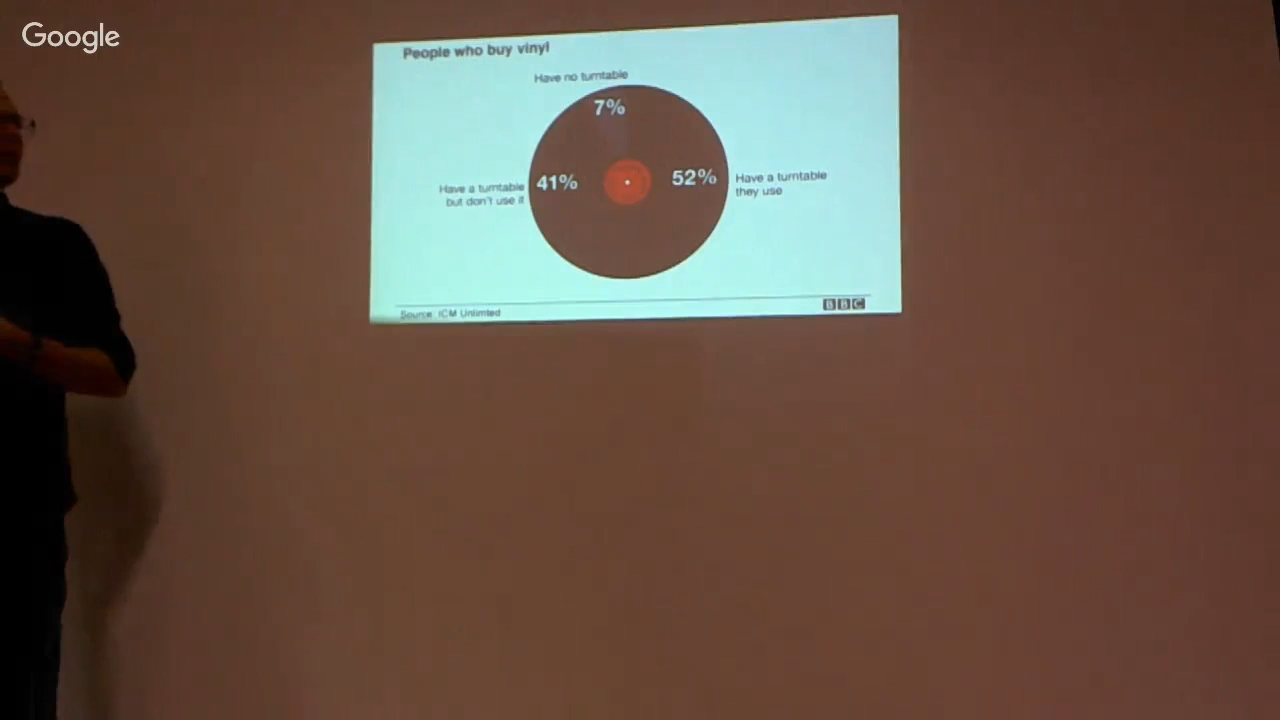 Google
People who buy vinyl
Have no turntable
7%
Have a turntable
but don't use it
41%
52%
Have a turntable
they use
Source: ICM Unlimted
BBC